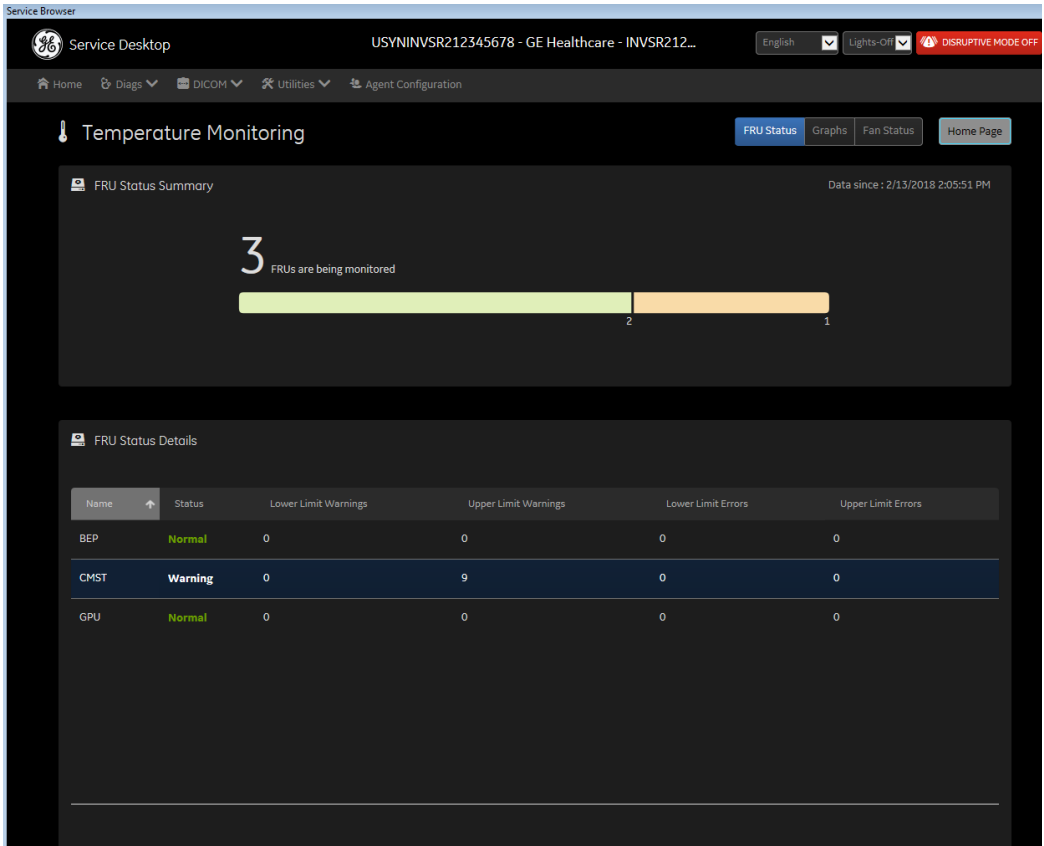 Service Browser
Service Desktop USYNINVSR212345678 - GE Healthcare - INVSR212... English Lights-Off DISRUPTIVE MODE OFF
Home Diags DICOM Utilities Agent Configuration
Temperature Monitoring FRU Status Graphs Fan Status Home Page
FRU Status Summary Data since : 2/13/2018 2:05:51 PM
3 FRUs are being monitored
2 1
FRU Status Details
Name Status Lower Limit Warnings Upper Limit Warnings Lower Limit Errors Upper Limit Errors
BEP Normal 0 0 0 0
CMST Warning 0 9 0 0
GPU Normal 0 0 0 0